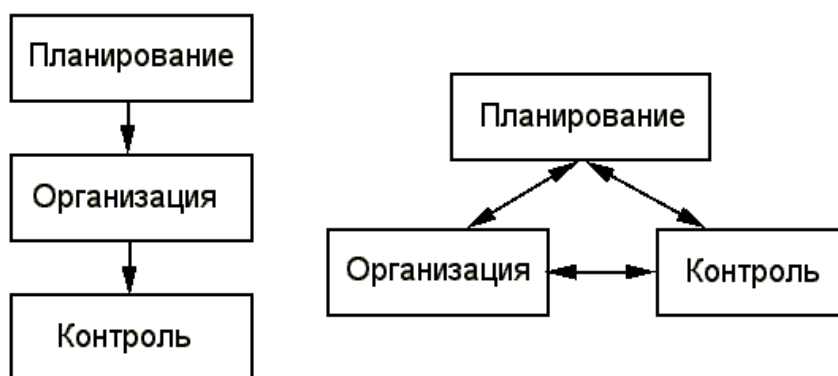 Планирование
Организация
Контроль
Планирование
Организация
Контроль